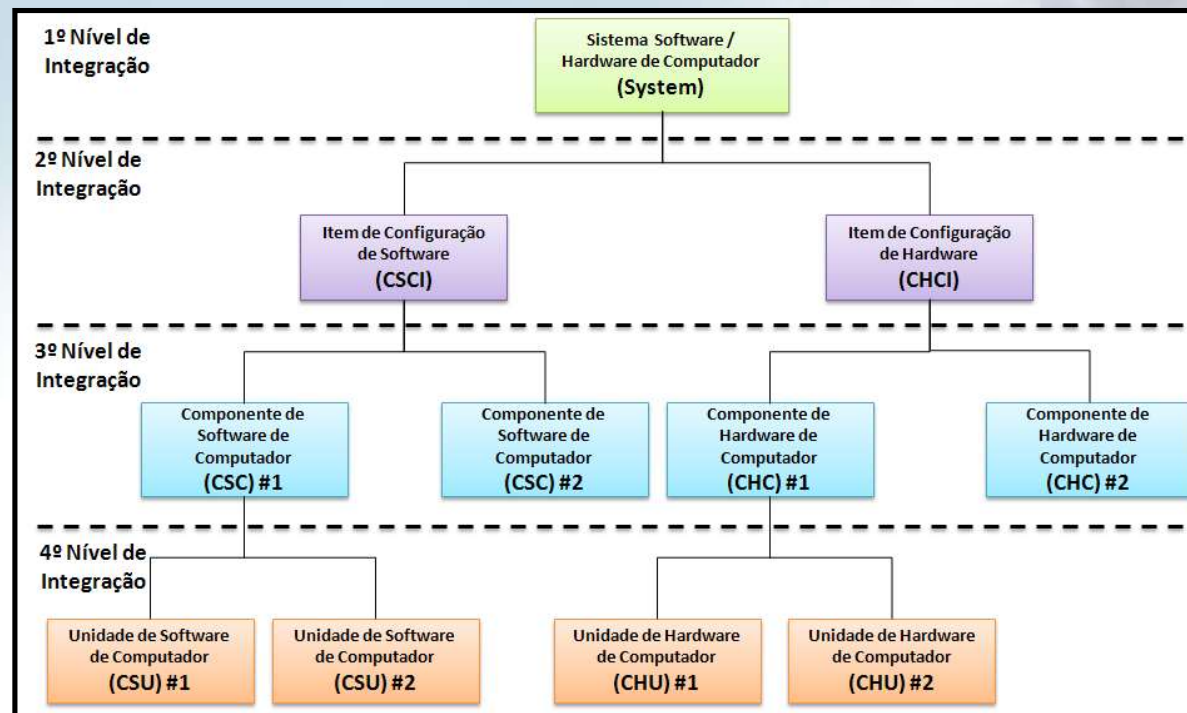 1º Nível de
Integração
Sistema Software /
Hardware de Computador
(System)
2º Nível de
Integração
Item de Configuração
de Software
(CSCI)
Item de Configuração
de Hardware
(CHCI)
3º Nível de
Integração
Componente de
Software de
Computador
(CSC) #1
Componente de
Software de
Computador
(CSC) #2
Componente de
Hardware de
Computador
(CHC) #1
Componente de
Hardware de
Computador
(CHC) #2
4º Nível de
Integração
Unidade de Software
de Computador
(CSU) #1
Unidade de Software
de Computador
(CSU) #2
Unidade de Hardware
de Computador
(CHU) #1
Unidade de Hardware
de Computador
(CHU) #2